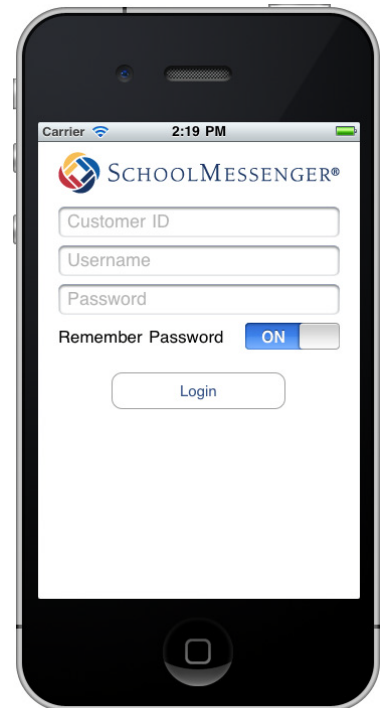 Carrier 2:19 PM
SCHOOLMESSENGER®
Customer ID
Username
Password
Remember Password ON
Login